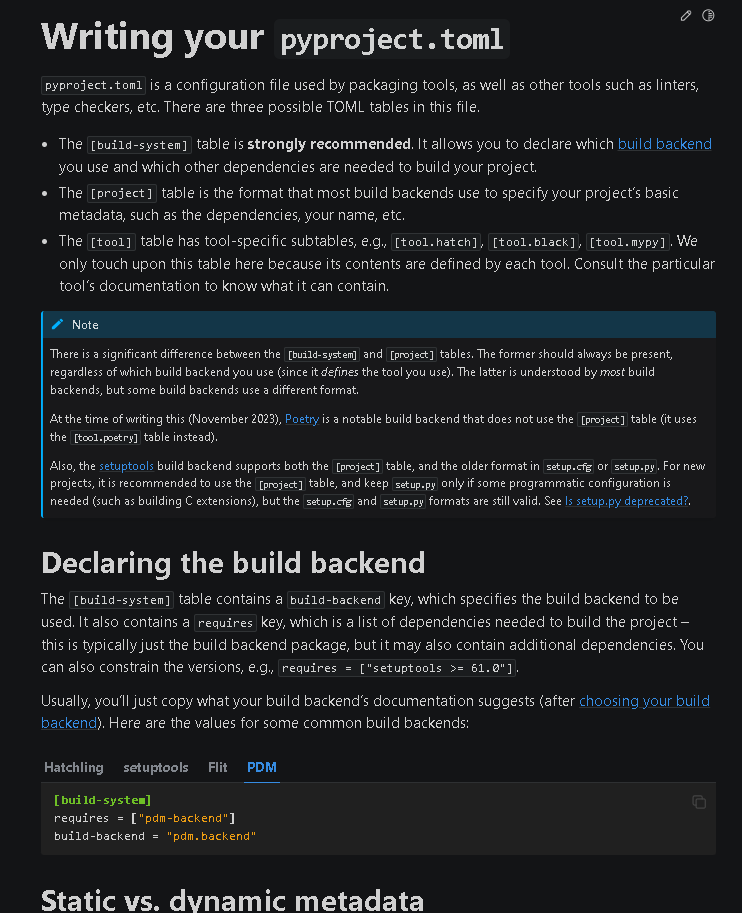 Writing your pyproject.toml
pyproject.toml is a configuration file used by packaging tools, as well as other tools such as linters,
type checkers, etc. There are three possible TOML tables in this file.
• The [build-system] table is strongly recommended. It allows you to declare which build backend
you use and which other dependencies are needed to build your project.
• The [project] table is the format that most build backends use to specify your project’s basic
metadata, such as the dependencies, your name, etc.
• The [tool] table has tool-specific subtables, e.g., [tool.hatch], [tool.black], [tool.mypy]. We
only touch upon this table here because its contents are defined by each tool. Consult the particular
tool’s documentation to know what it can contain.
Note
There is a significant difference between the [build-system] and [project] tables. The former should always be present,
regardless of which build backend you use (since it defines the tool you use). The latter is understood by most build
backends, but some build backends use a different format.
At the time of writing this (November 2023), Poetry is a notable build backend that does not use the [project] table (it uses
the [tool.poetry] table instead).
Also, the setuptools build backend supports both the [project] table, and the older format in setup.cfg or setup.py. For new
projects, it is recommended to use the [project] table, and keep setup.py only if some programmatic configuration is
needed (such as building C extensions), but the setup.cfg and setup.py formats are still valid. See Is setup.py deprecated?.
Declaring the build backend
The [build-system] table contains a build-backend key, which specifies the build backend to be
used. It also contains a requires key, which is a list of dependencies needed to build the project –
this is typically just the build backend package, but it may also contain additional dependencies. You
can also constrain the versions, e.g., requires = ["setuptools >= 61.0"].
Usually, you’ll just copy what your build backend’s documentation suggests (after choosing your build
backend). Here are the values for some common build backends:
Hatchling setuptools Flit PDM
[build-system]
requires = ["pdm-backend"]
build-backend = "pdm.backend"
Static vs. dynamic metadata